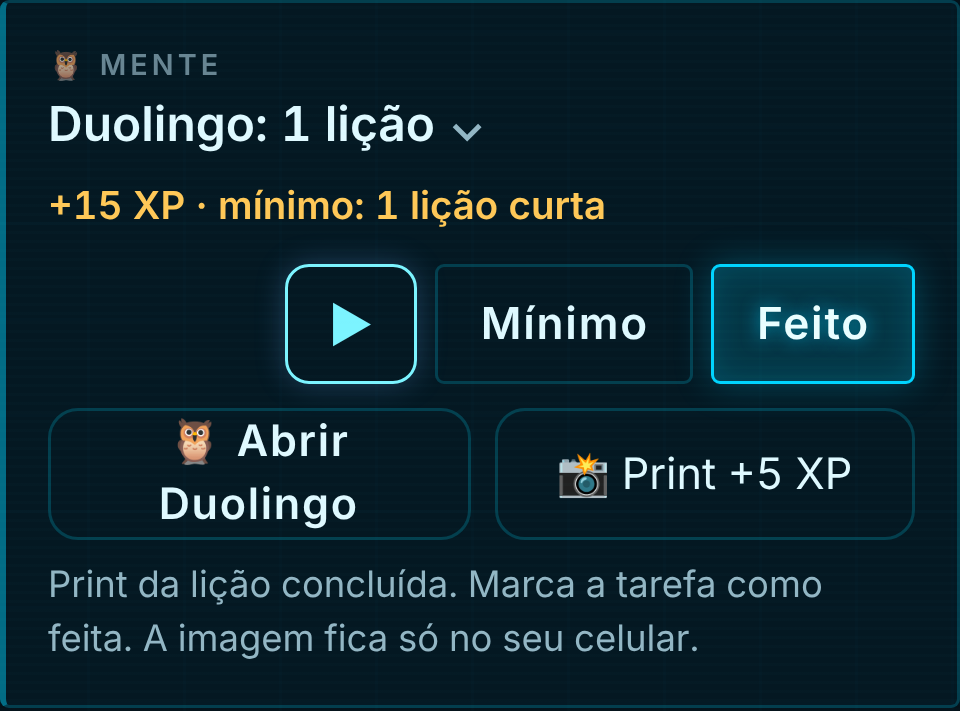 MENTE
Duolingo: 1 lição
+15 XP · mínimo: 1 lição curta
Mínimo
Feito
Abrir
Duolingo
Print +5 XP
Print da lição concluída. Marca a tarefa como
feita. A imagem fica só no seu celular.